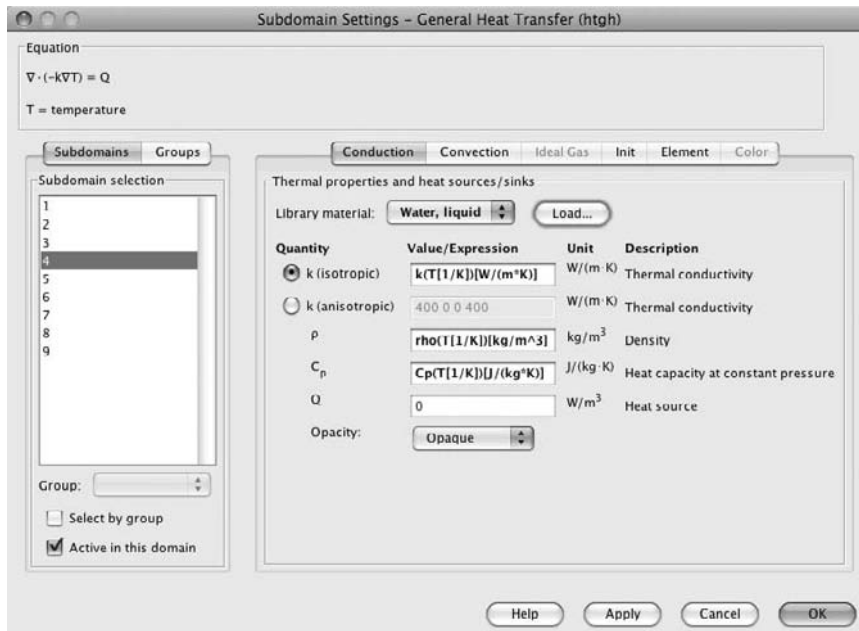 Subdomain Settings – General Heat Transfer (htgh)
Equation
∇·(-k∇T) = Q
T = temperature
Subdomains Groups
Subdomain selection
1
2
3
4
5
6
7
8
9
Group:
Select by group
Active in this domain
Conduction Convection Ideal Gas Init Element Color
Thermal properties and heat sources/sinks
Library material: Water, liquid Load...
Quantity Value/Expression Unit Description
k (isotropic) k(T[1/K])[W/(m*K)] W/(m·K) Thermal conductivity
k (anisotropic) 400 0 0 400 W/(m·K) Thermal conductivity
ρ rho(T[1/K])[kg/m^3] kg/m³ Density
Cp Cp(T[1/K])[J/(kg*K)] J/(kg·K) Heat capacity at constant pressure
Q 0 W/m³ Heat source
Opacity: Opaque
Help Apply Cancel OK